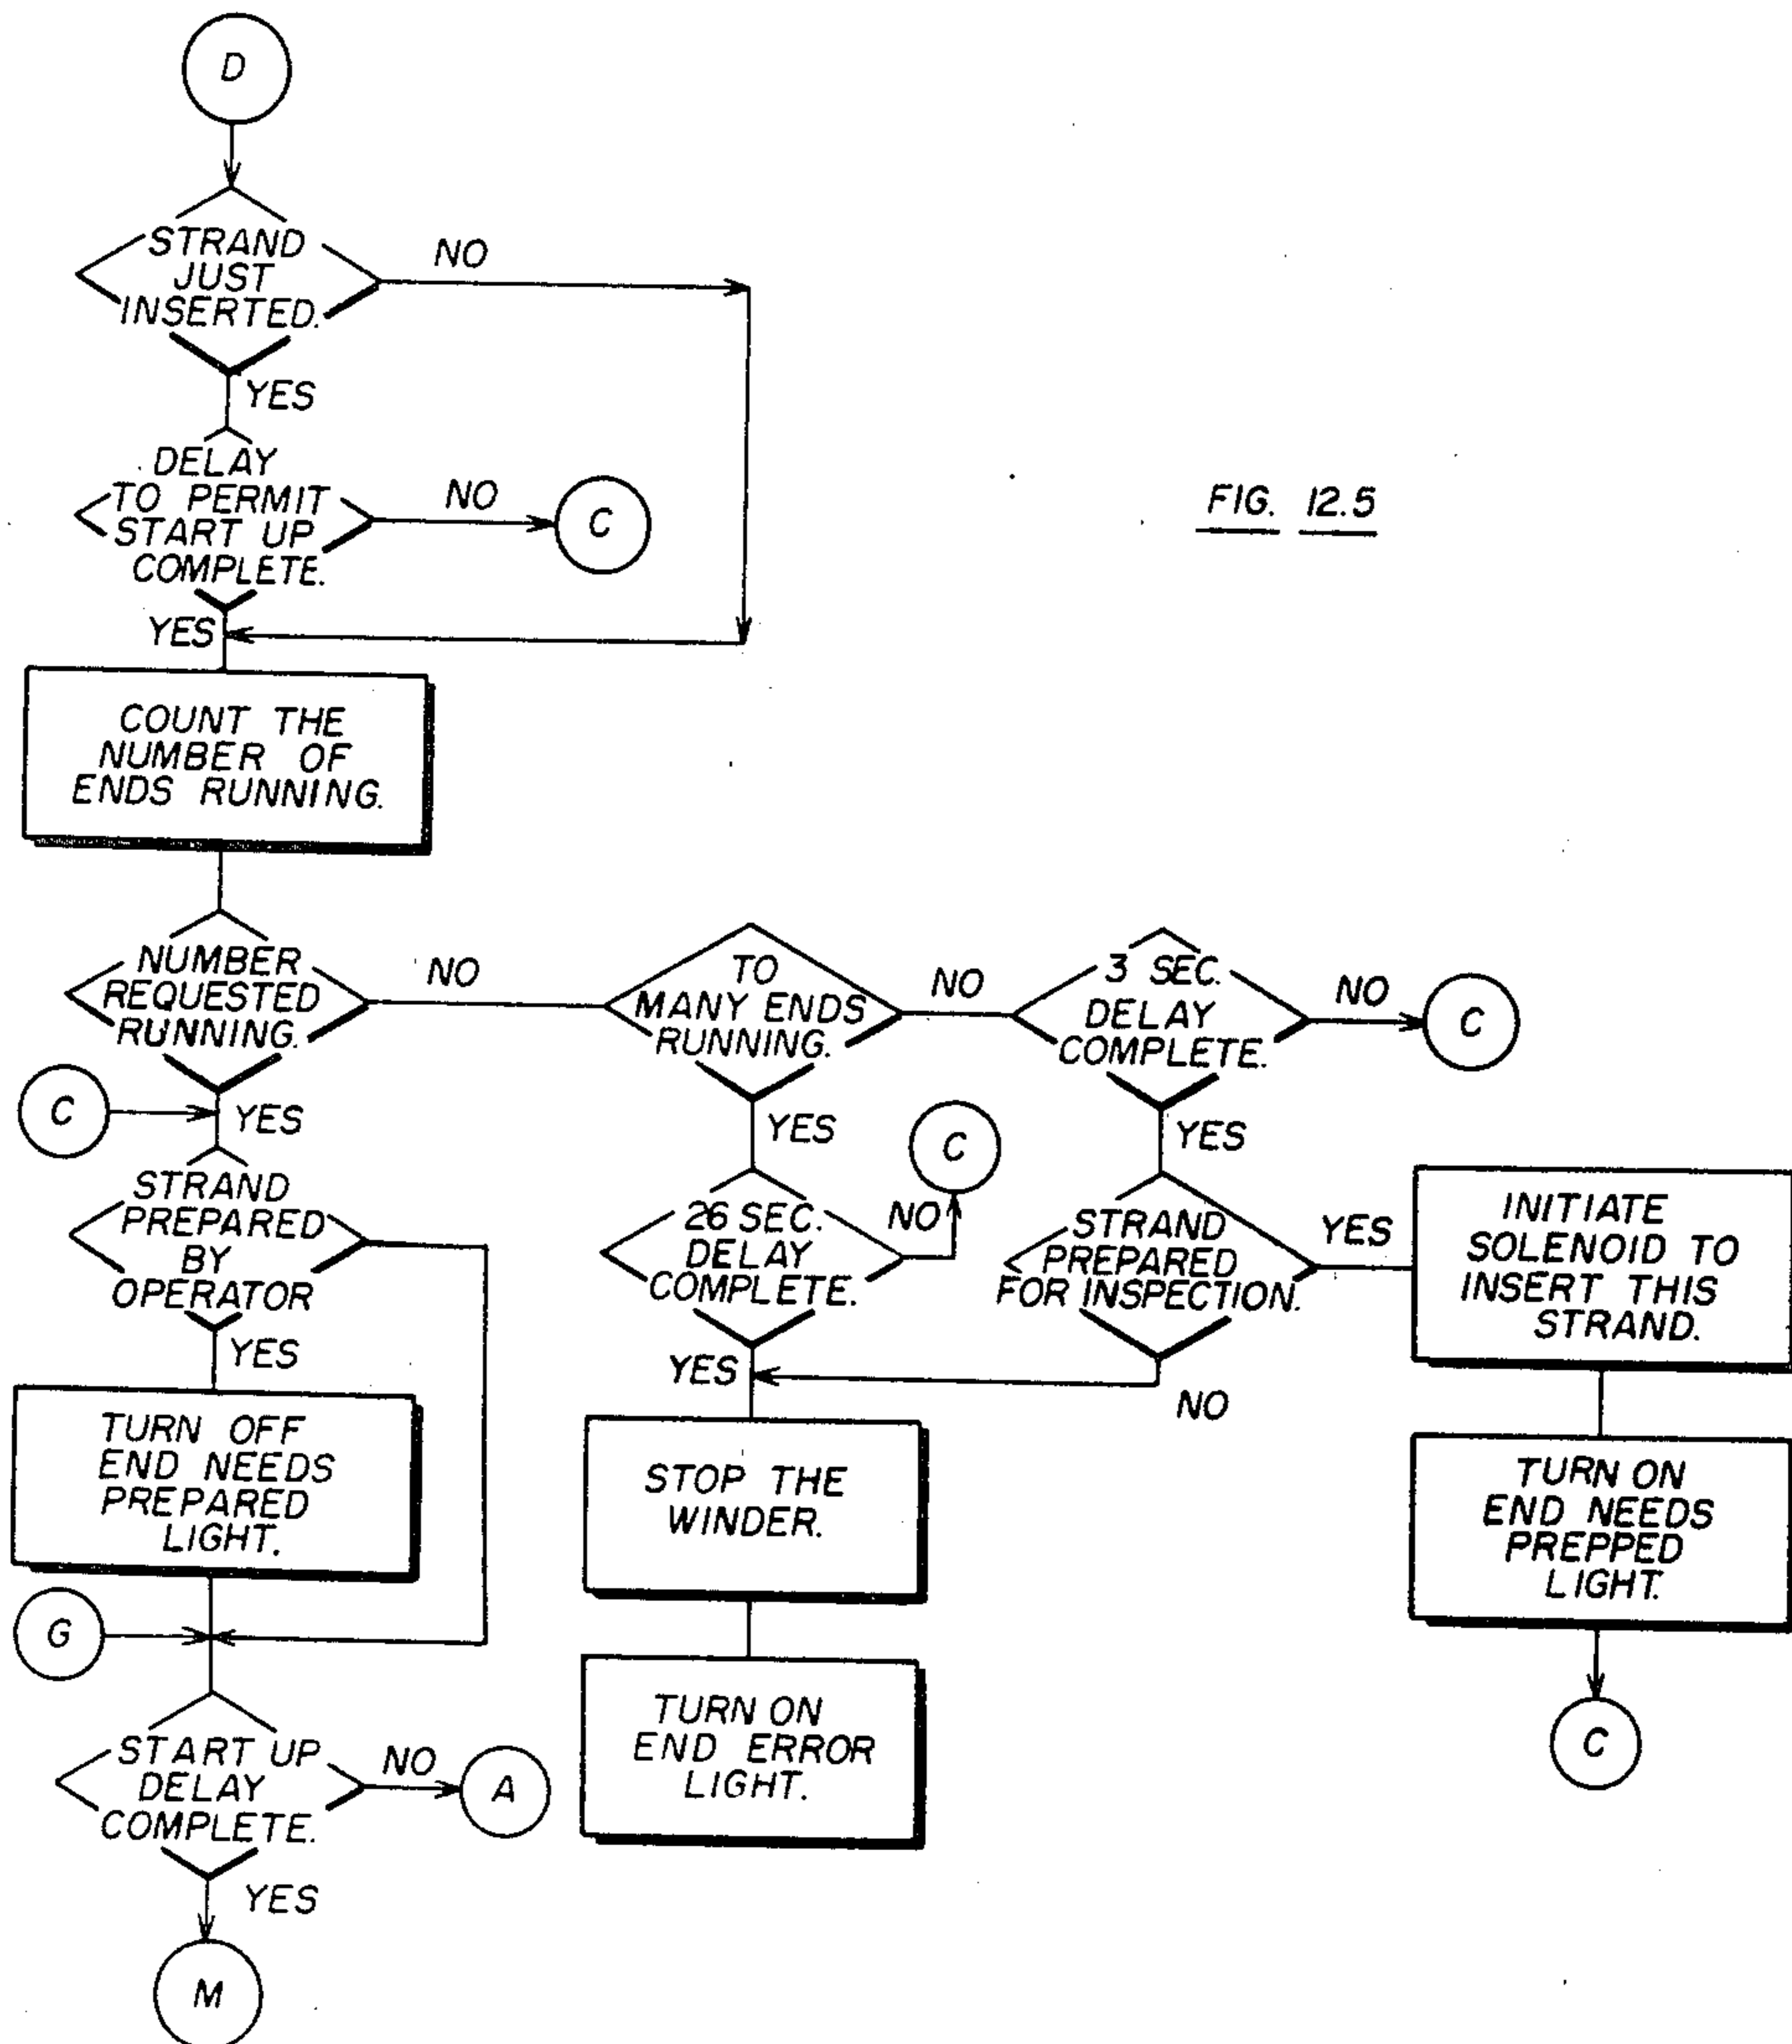 D
STRAND
JUST
INSERTED.
NO
YES
DELAY
TO PERMIT
START UP
COMPLETE.
NO
C
YES
FIG. 12.5
COUNT THE
NUMBER OF
ENDS RUNNING.
NUMBER
REQUESTED
RUNNING.
NO
TO
MANY ENDS
RUNNING.
NO
3 SEC.
DELAY
COMPLETE.
NO
C
C
YES
YES
C
YES
STRAND
PREPARED
BY
OPERATOR
YES
26 SEC.
DELAY
COMPLETE.
NO
YES
STRAND
PREPARED
FOR INSPECTION.
YES
NO
INITIATE
SOLENOID TO
INSERT THIS
STRAND.
TURN OFF
END NEEDS
PREPARED
LIGHT.
STOP THE
WINDER.
TURN ON
END NEEDS
PREPPED
LIGHT.
G
C
TURN ON
END ERROR
LIGHT.
START UP
DELAY
COMPLETE.
NO
A
YES
M